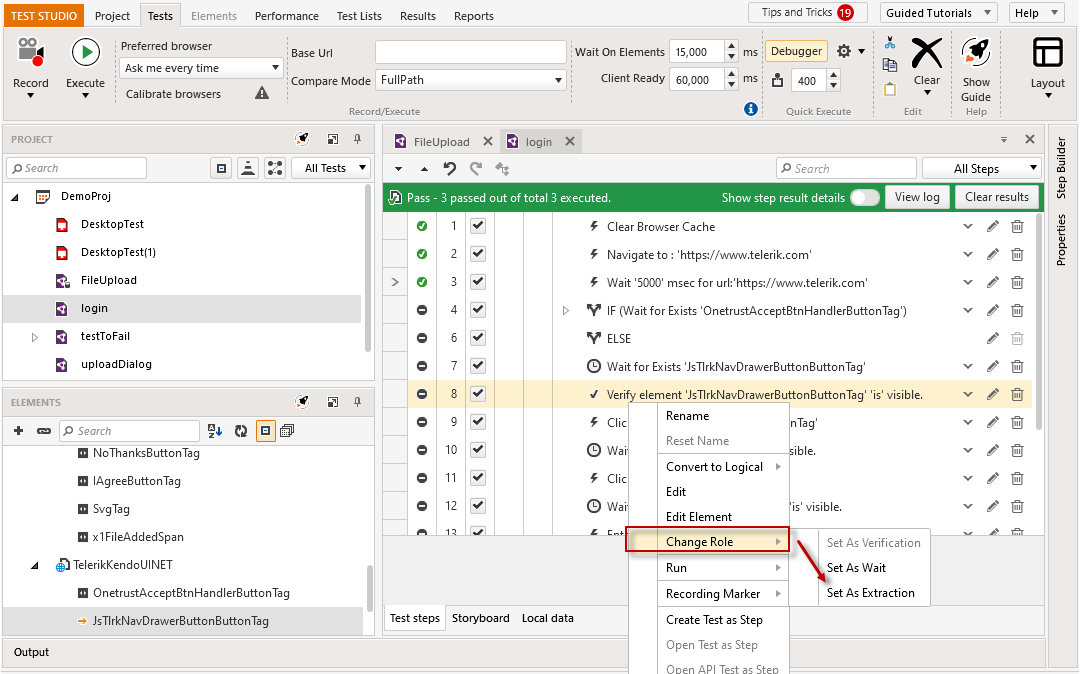 TEST STUDIO Project Tests Elements Performance Test Lists Results Reports Tips and Tricks 19 Guided Tutorials Help
Record
Execute
Preferred browser
Ask me every time
Calibrate browsers
Base Url
Compare Mode FullPath
Record/Execute
Wait On Elements 15,000 ms
Client Ready 60,000 ms
Debugger
400
Quick Execute
Clear
Edit
Show
Guide
Help
Layout
PROJECT
Search All Tests
DemoProj
DesktopTest
DesktopTest(1)
FileUpload
login
testToFail
uploadDialog
ELEMENTS
Search
NoThanksButtonTag
IAgreeButtonTag
SvgTag
x1FileAddedSpan
TelerikKendoUINET
OnetrustAcceptBtnHandlerButtonTag
JsTlrkNavDrawerButtonButtonTag
Output
FileUpload login
Search All Steps
Pass - 3 passed out of total 3 executed. Show step result details View log Clear results
1 Clear Browser Cache
2 Navigate to : 'https://www.telerik.com'
3 Wait '5000' msec for url:'https://www.telerik.com'
4 IF (Wait for Exists 'OnetrustAcceptBtnHandlerButtonTag')
6 ELSE
7 Wait for Exists 'JsTlrkNavDrawerButtonButtonTag'
8 Verify element 'JsTlrkNavDrawerButtonButtonTag' 'is' visible.
9 Clic nTag'
10 Wai visible.
11 Clic
12 Wai 'is' visible.
13 Ent
Rename
Reset Name
Convert to Logical
Edit
Edit Element
Change Role
Run
Recording Marker
Create Test as Step
Open Test as Step
Open API Test as Step
Set As Verification
Set As Wait
Set As Extraction
Test steps Storyboard Local data
Step Builder
Properties